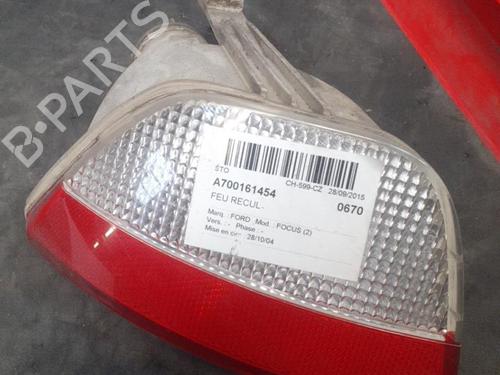 B-PARTS
STO
CH-599-CZ 28/09/2015
A700161454
0670
FEU RECUL
Marq. : FORD Mod. : FOCUS (2)
Vers. : - Phase : -
Mise en circ : 28/10/04